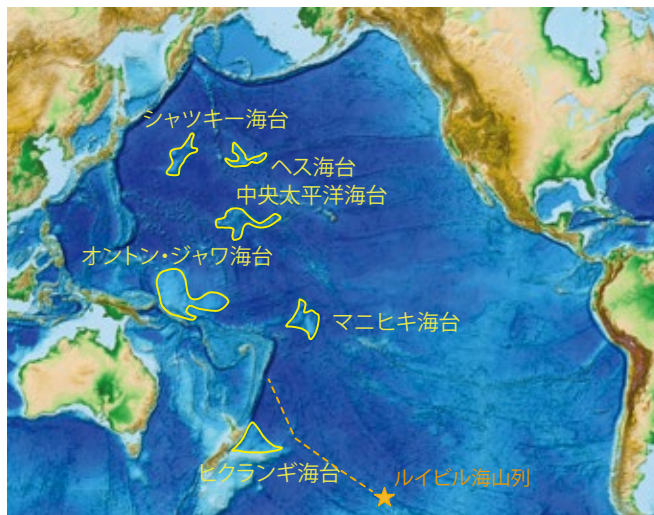 シャツキー海台
ヘス海台
中央太平洋海台
オントン・ジャワ海台
マニヒキ海台
ヒクランギ海台
ルイビル海山列